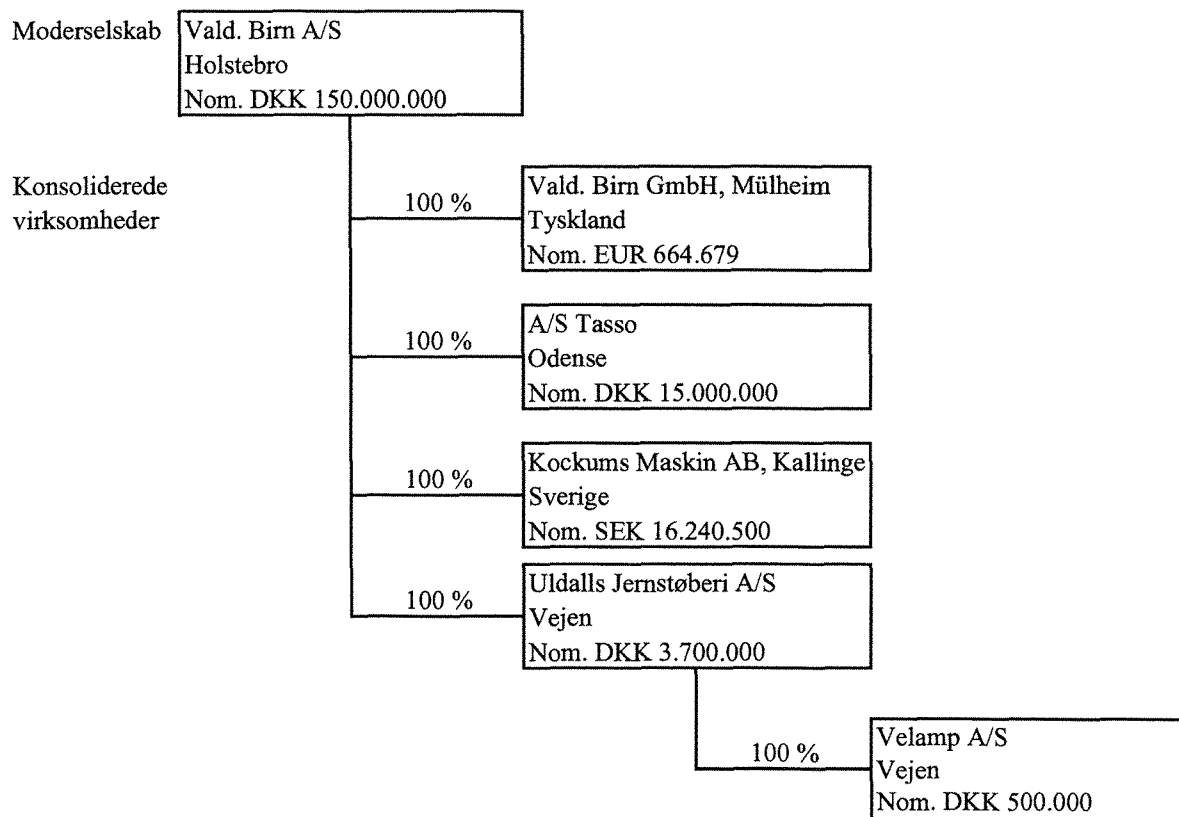 Moderselskab
Vald. Birn A/S
Holstebro
Nom. DKK 150.000.000
Konsoliderede
virksomheder
100 %
Vald. Birn GmbH, Mülheim
Tyskland
Nom. EUR 664.679
100 %
A/S Tasso
Odense
Nom. DKK 15.000.000
100 %
Kockums Maskin AB, Kallinge
Sverige
Nom. SEK 16.240.500
100 %
Uldalls Jernstøberi A/S
Vejen
Nom. DKK 3.700.000
100 %
Velamp A/S
Vejen
Nom. DKK 500.000